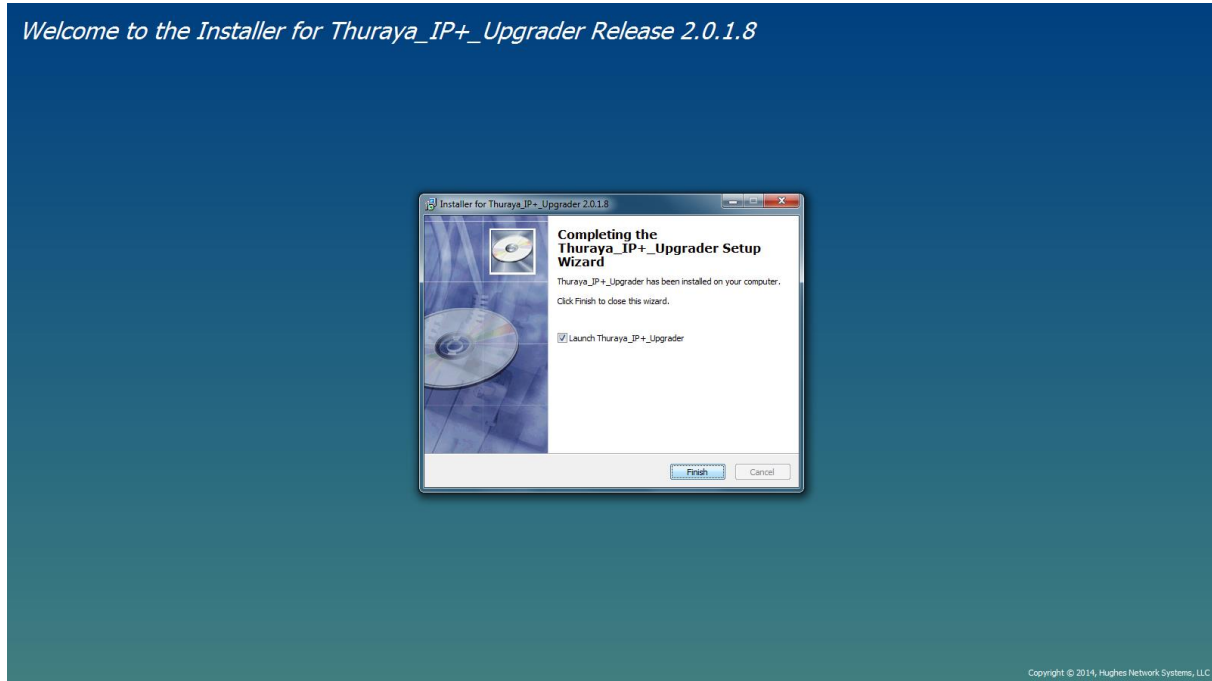 Welcome to the Installer for Thuraya_IP+_Upgrader Release 2.0.1.8
Installer for Thuraya_IP+_Upgrader 2.0.1.8
Completing the
Thuraya_IP+_Upgrader Setup
Wizard
Thuraya_IP+_Upgrader has been installed on your computer.
Click Finish to close this wizard.
Launch Thuraya_IP+_Upgrader
Finish
Cancel
Copyright © 2014, Hughes Network Systems, LLC